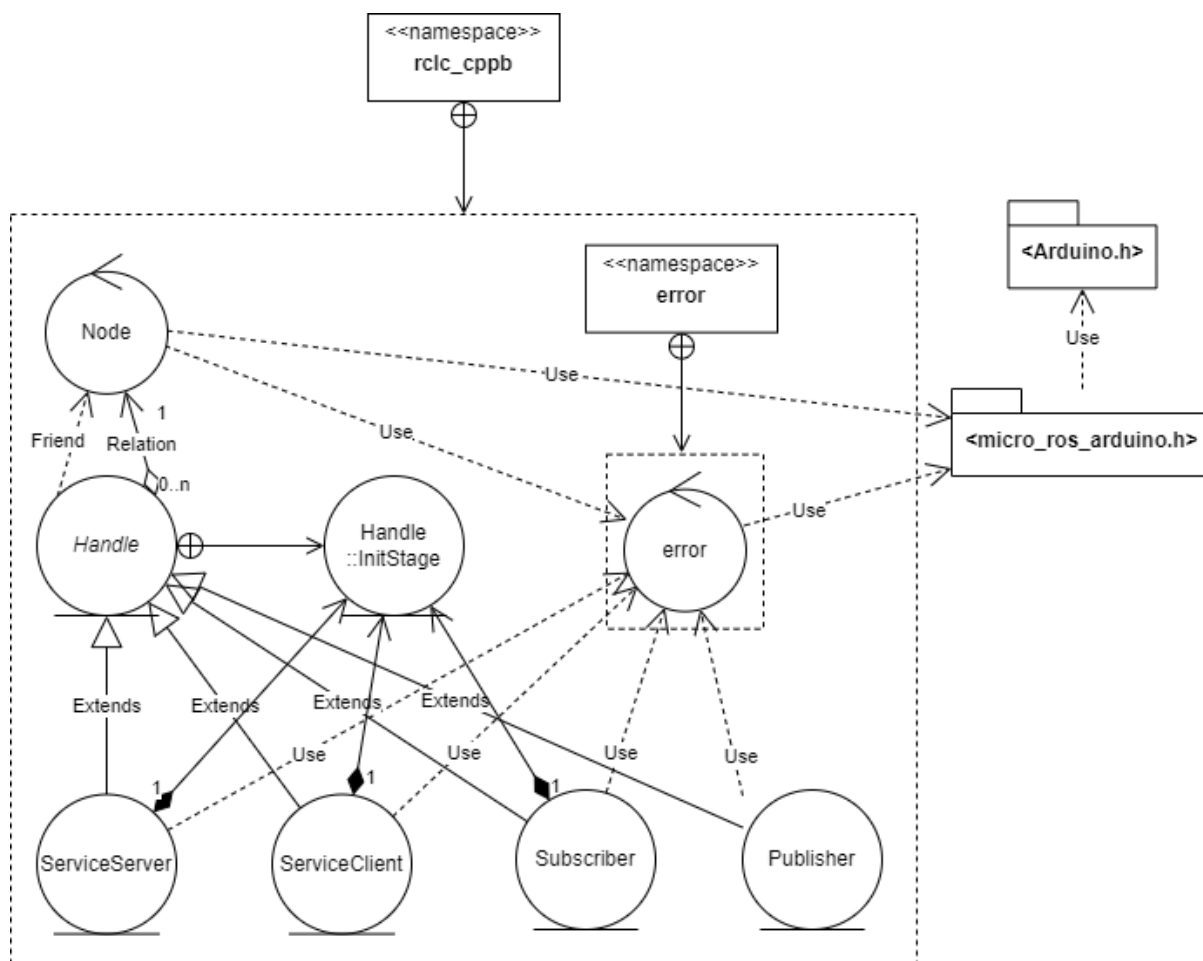 <<namespace>>
rclc_cppb
<Arduino.h>
<<namespace>>
error
Node
Use
Use
Use
1
Friend
Relation
<micro_ros_arduino.h>
0..n
Use
Handle
Handle
::InitStage
error
Extends
Extends
Extends
Extends
Use
Use
Use
Use
1
1
1
ServiceServer
ServiceClient
Subscriber
Publisher